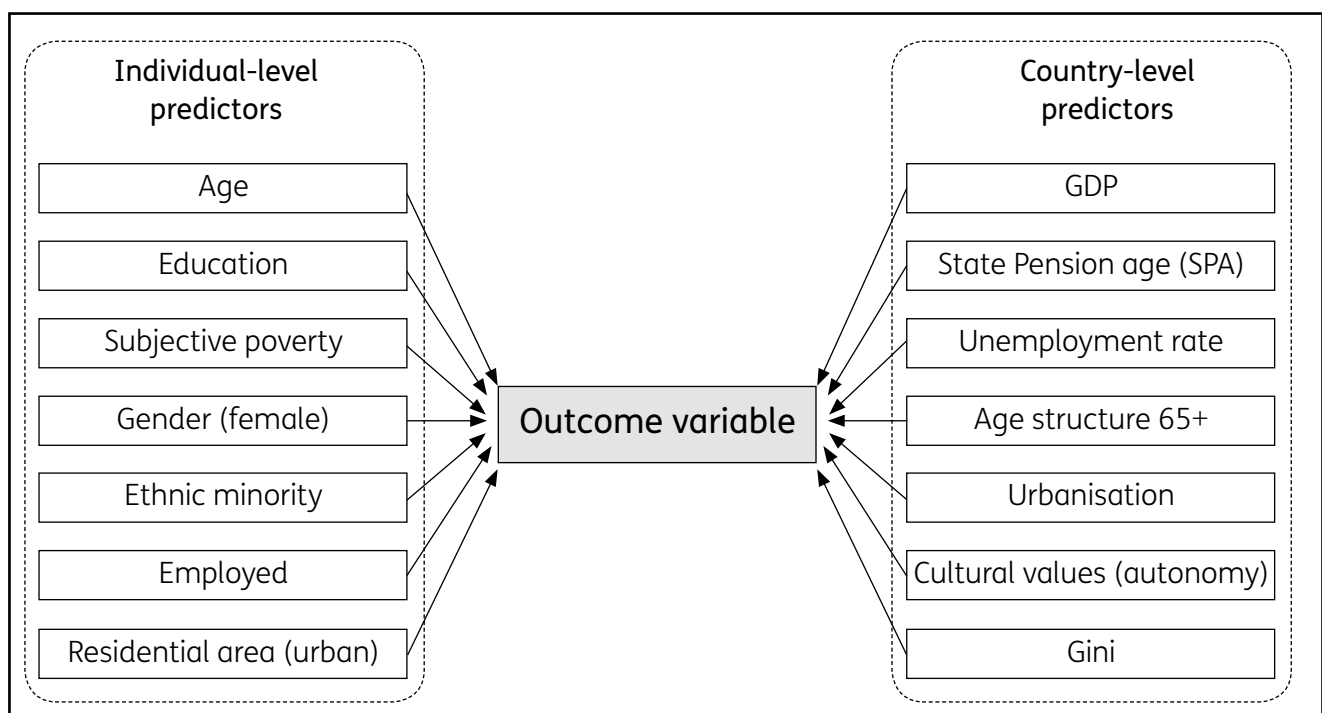 Individual-level
predictors
Age
Education
Subjective poverty
Gender (female)
Ethnic minority
Employed
Residential area (urban)
Outcome variable
Country-level
predictors
GDP
State Pension age (SPA)
Unemployment rate
Age structure 65+
Urbanisation
Cultural values (autonomy)
Gini